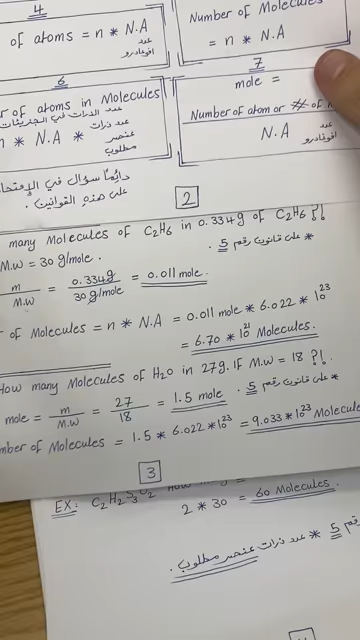 4
of atoms = n * N.A
عدد
افوجادرو
Number of Molecules
= n * N.A
6
r of atoms in Molecules
عدد الذرات في الجزيئات
* N.A * عدد ذرات
عنصر
مطلوب
7
mole =
Number of atom or # of
N.A
عدد
افوجادرو
دائماً سؤال في الإمتحان
على هذه القوانين .
2
many Molecules of C2H6 in 0.334g of C2H6 ?!
* على قانون رقم 5 .
M.W = 30 g/mole .
m/M.W = 0.334g/30 g/mole = 0.011 mole .
of Molecules = n * N.A = 0.011 mole * 6.022 * 10^23
= 6.70 * 10^21 Molecules .
How many Molecules of H2O in 27g. if M.W = 18 ?!
* على قانون رقم 5 .
mole = m/M.W = 27/18 = 1.5 mole
mber of Molecules = 1.5 * 6.022 * 10^23 = 9.033 * 10^23 Molecule
3
EX:
2 * 30 = 60 Molecules .
رقم 5 * عدد ذرات عنصر مطلوب .